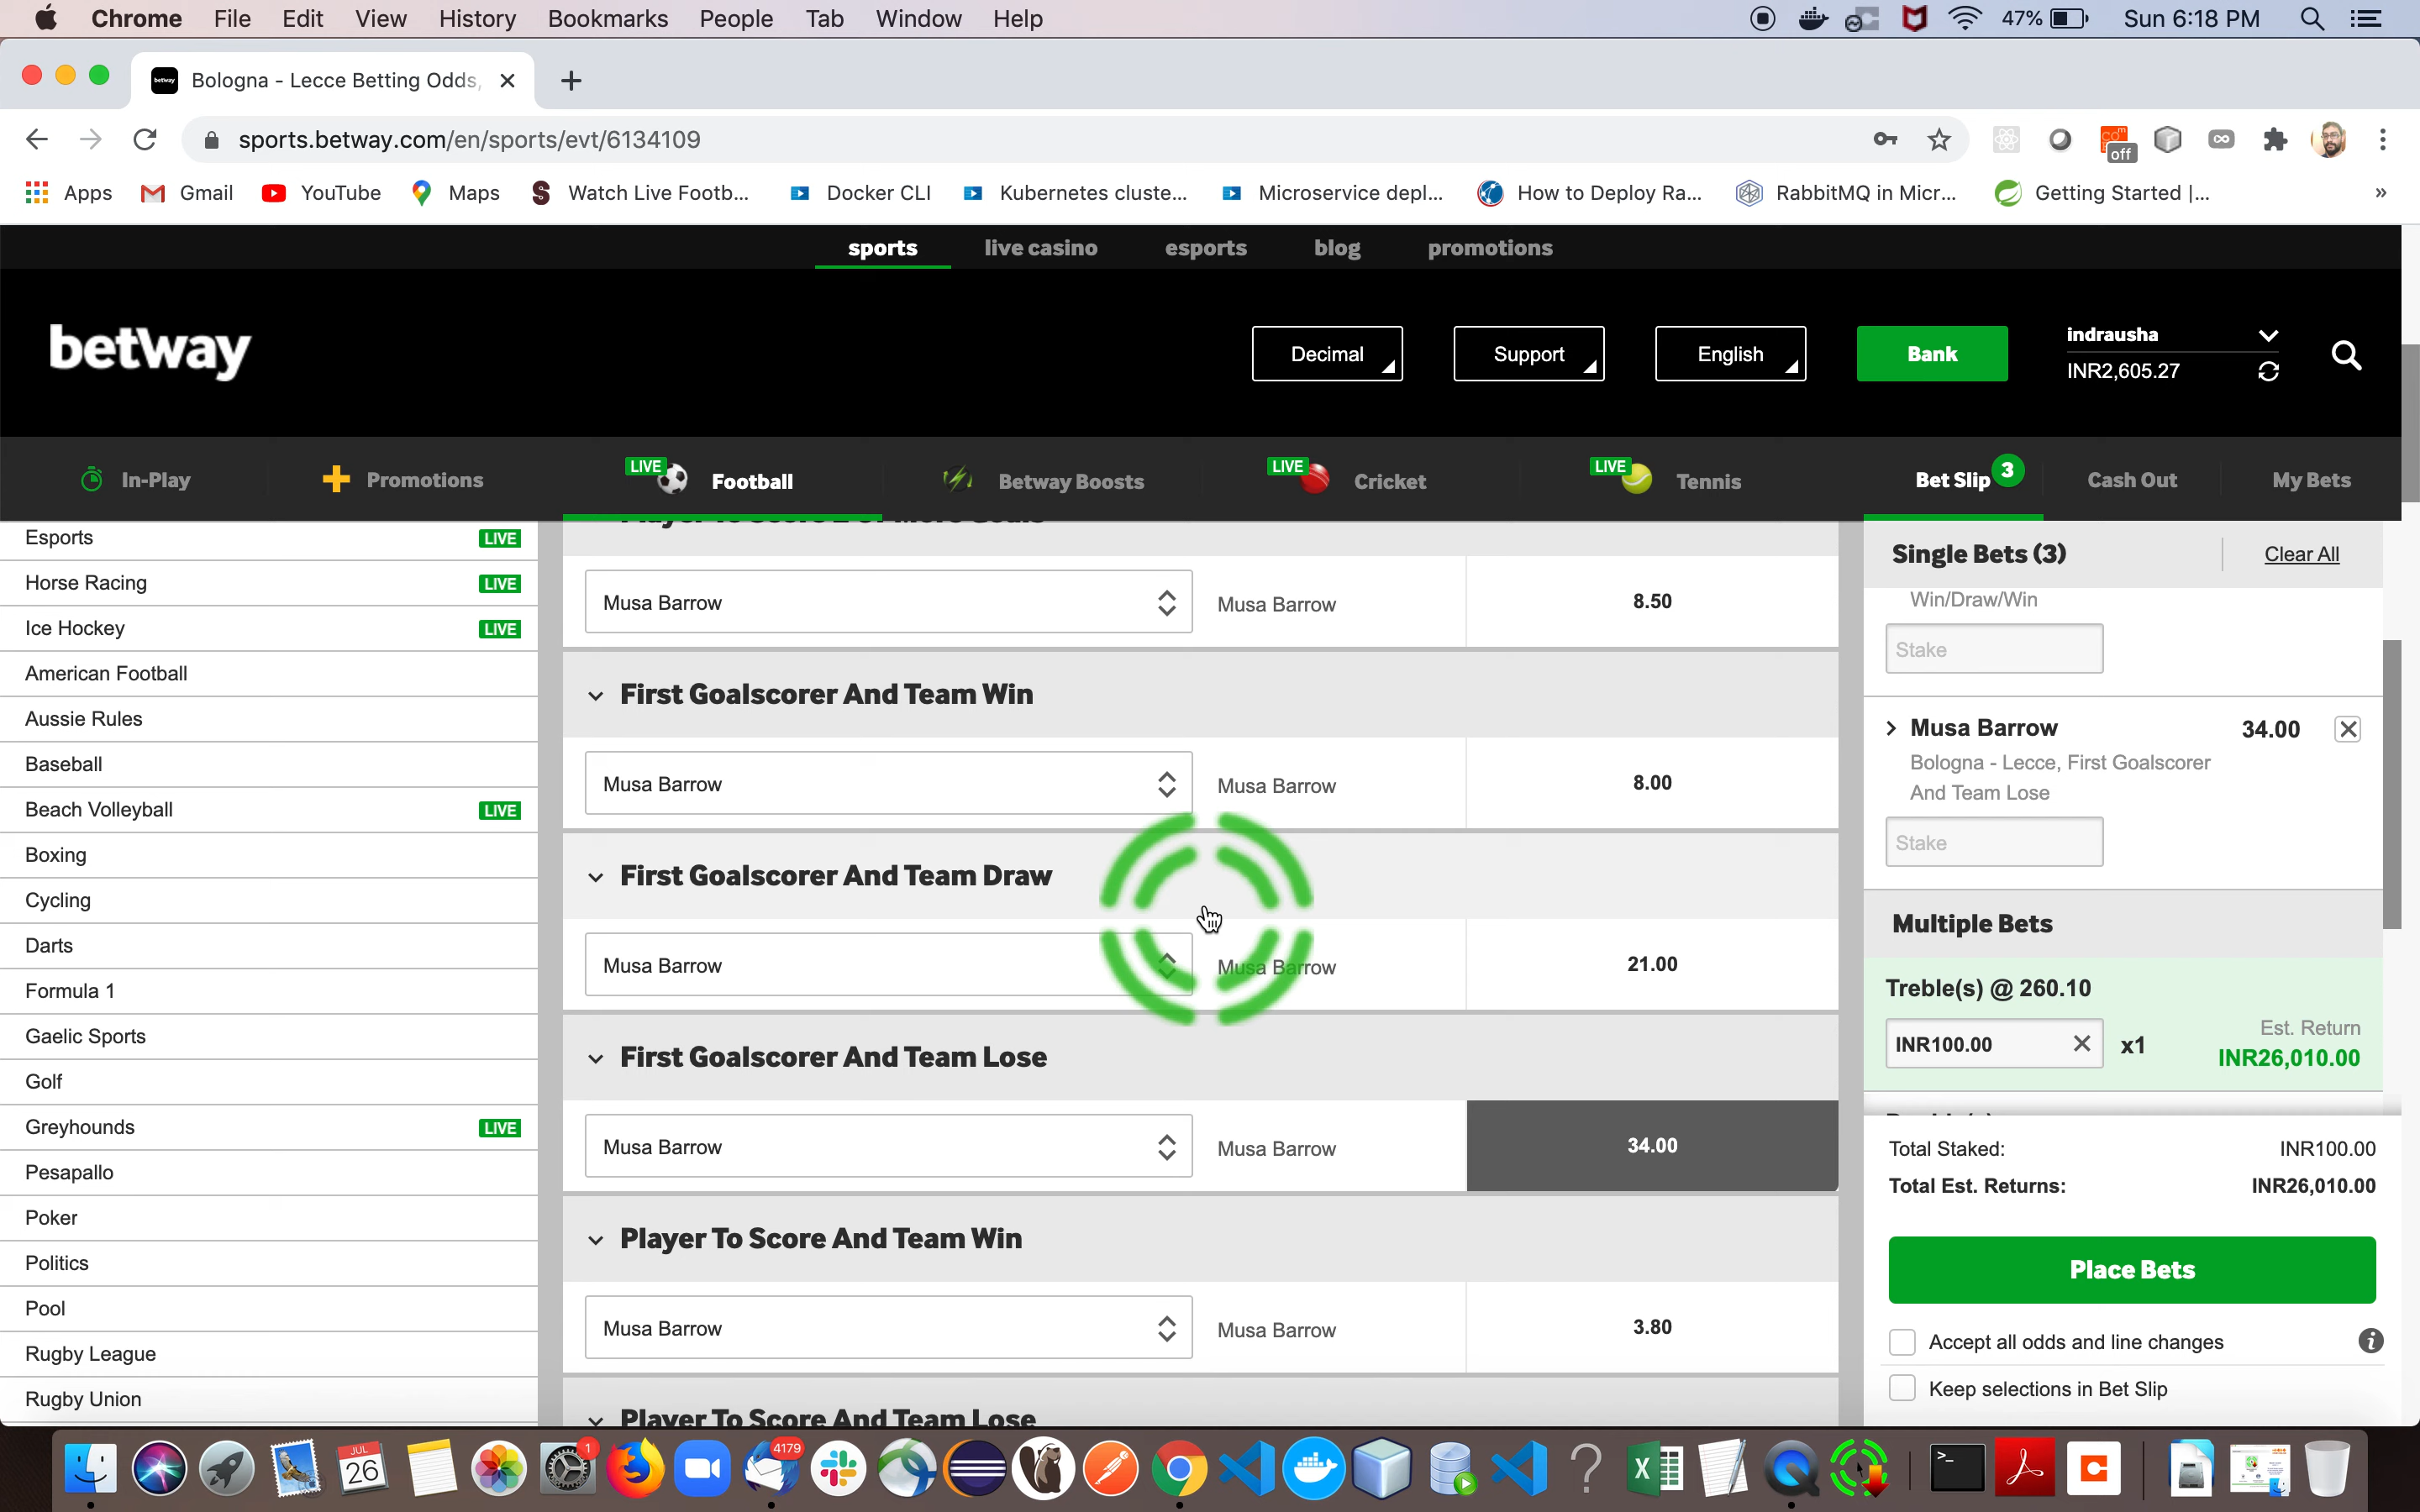 Chrome File Edit View History Bookmarks People Tab Window Help 47% Sun 6:18 PM
Bologna - Lecce Betting Odds,
sports.betway.com/en/sports/evt/6134109
off
Apps Gmail YouTube Maps Watch Live Footb... Docker CLI Kubernetes cluste... Microservice depl... How to Deploy Ra... RabbitMQ in Micr... Getting Started |... »
sports live casino esports blog promotions
betway
Decimal Support English Bank
indrausha
INR2,605.27
In-Play Promotions LIVE Football Betway Boosts LIVE Cricket LIVE Tennis Bet Slip 3 Cash Out My Bets
Esports LIVE
Horse Racing LIVE
Ice Hockey LIVE
American Football
Aussie Rules
Baseball
Beach Volleyball LIVE
Boxing
Cycling
Darts
Formula 1
Gaelic Sports
Golf
Greyhounds LIVE
Pesapallo
Poker
Politics
Pool
Rugby League
Rugby Union
Player To Score 2 Or More Goals
Musa Barrow Musa Barrow 8.50
First Goalscorer And Team Win
Musa Barrow Musa Barrow 8.00
First Goalscorer And Team Draw
Musa Barrow Musa Barrow 21.00
First Goalscorer And Team Lose
Musa Barrow Musa Barrow 34.00
Player To Score And Team Win
Musa Barrow Musa Barrow 3.80
Player To Score And Team Lose
Single Bets (3) Clear All
Win/Draw/Win
Stake
Musa Barrow 34.00
Bologna - Lecce, First Goalscorer
And Team Lose
Stake
Multiple Bets
Treble(s) @ 260.10
Est. Return
INR100.00 x1 INR26,010.00
Total Staked: INR100.00
Total Est. Returns: INR26,010.00
Place Bets
Accept all odds and line changes
Keep selections in Bet Slip
JUL
26
1
4179